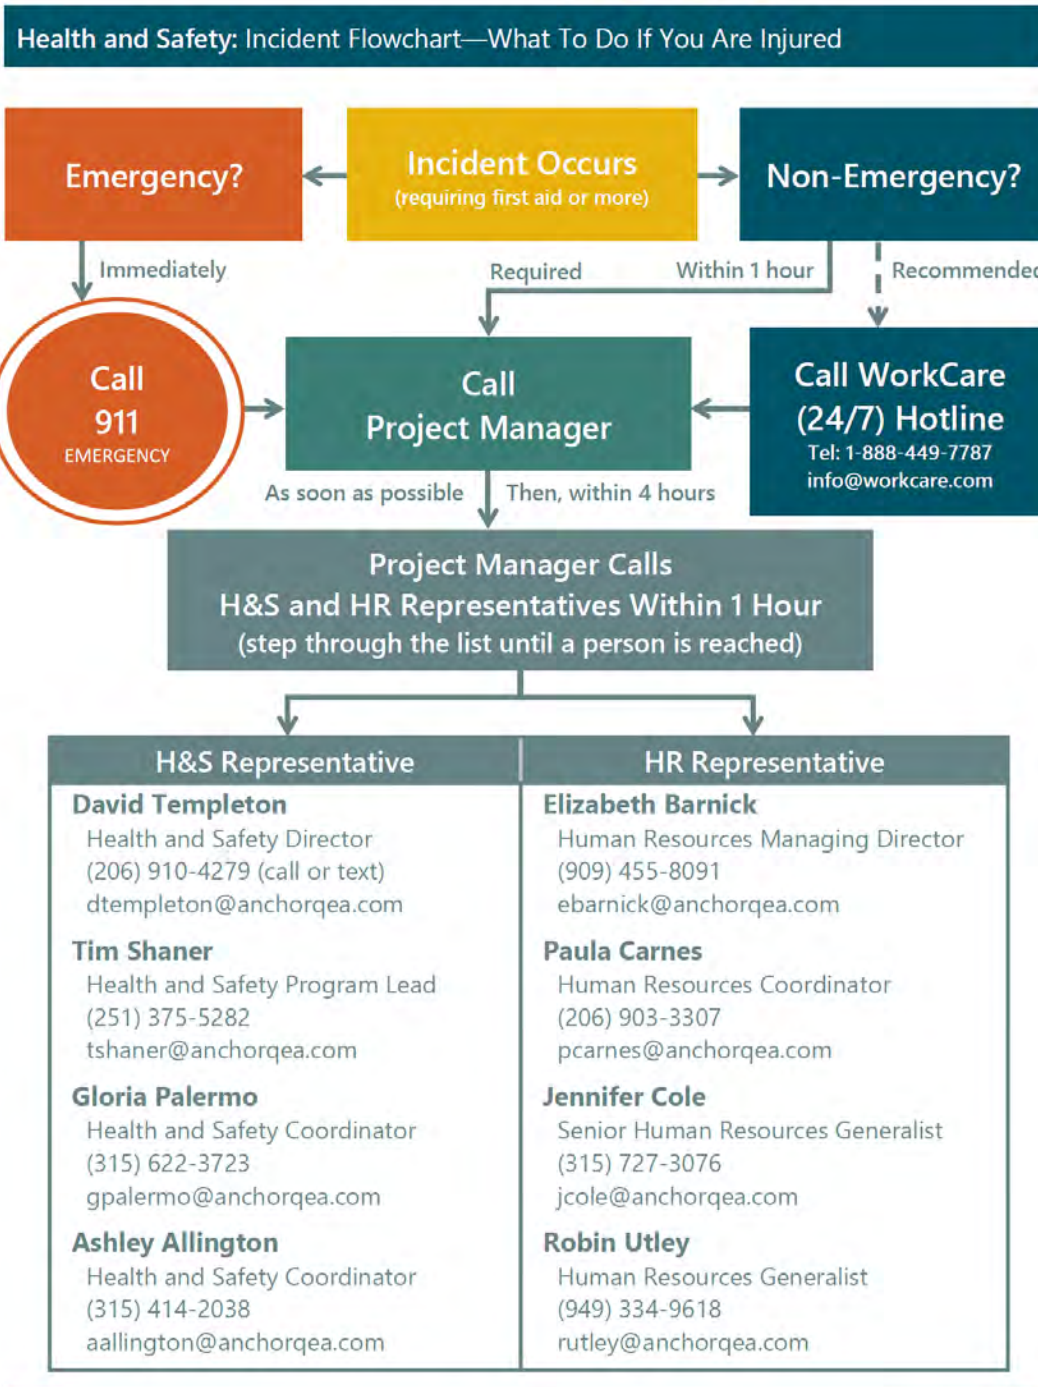 Health and Safety: Incident Flowchart—What To Do If You Are Injured
Emergency?
Incident Occurs
(requiring first aid or more)
Non-Emergency?
Immediately
Required
Within 1 hour
Recommended
Call
911
EMERGENCY
Call
Project Manager
Call WorkCare
(24/7) Hotline
Tel: 1-888-449-7787
info@workcare.com
As soon as possible
Then, within 4 hours
Project Manager Calls
H&S and HR Representatives Within 1 Hour
(step through the list until a person is reached)
H&S Representative
David Templeton
Health and Safety Director
(206) 910-4279 (call or text)
dtempleton@anchorqea.com
Tim Shaner
Health and Safety Program Lead
(251) 375-5282
tshaner@anchorqea.com
Gloria Palermo
Health and Safety Coordinator
(315) 622-3723
gpalermo@anchorqea.com
Ashley Allington
Health and Safety Coordinator
(315) 414-2038
aallington@anchorqea.com
HR Representative
Elizabeth Barnick
Human Resources Managing Director
(909) 455-8091
ebarnick@anchorqea.com
Paula Carnes
Human Resources Coordinator
(206) 903-3307
pcarnes@anchorqea.com
Jennifer Cole
Senior Human Resources Generalist
(315) 727-3076
jcole@anchorqea.com
Robin Utley
Human Resources Generalist
(949) 334-9618
rutley@anchorqea.com